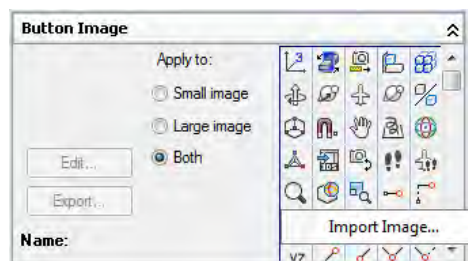 Button Image
Apply to:
Small image
Large image
Both
Edit...
Export...
Import Image...
Name: